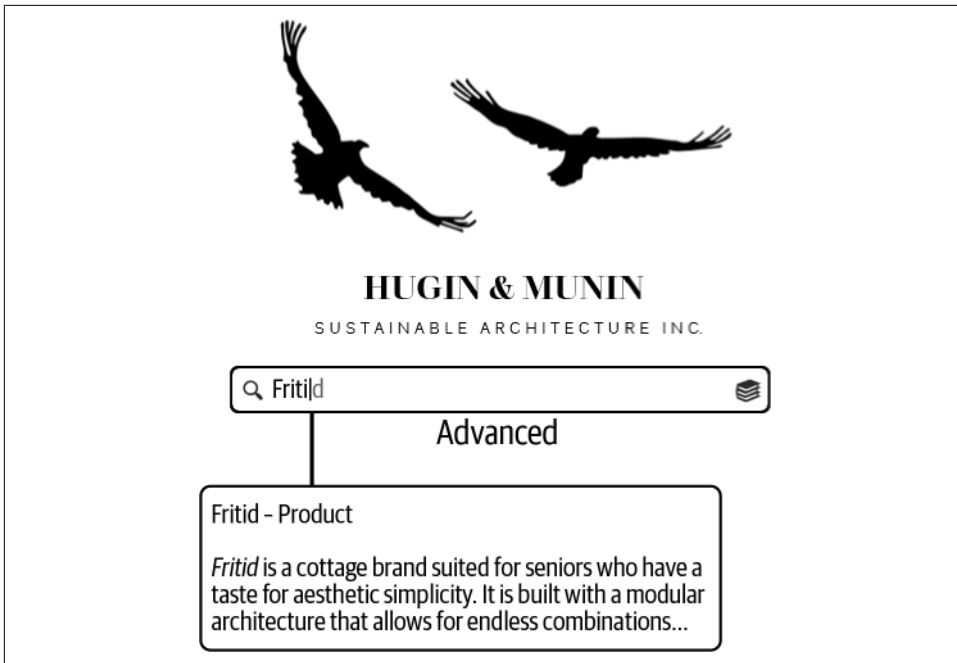 HUGIN & MUNIN
SUSTAINABLE ARCHITECTURE INC.
Fritid
Advanced
Fritid – Product
Fritid is a cottage brand suited for seniors who have a
taste for aesthetic simplicity. It is built with a modular
architecture that allows for endless combinations...